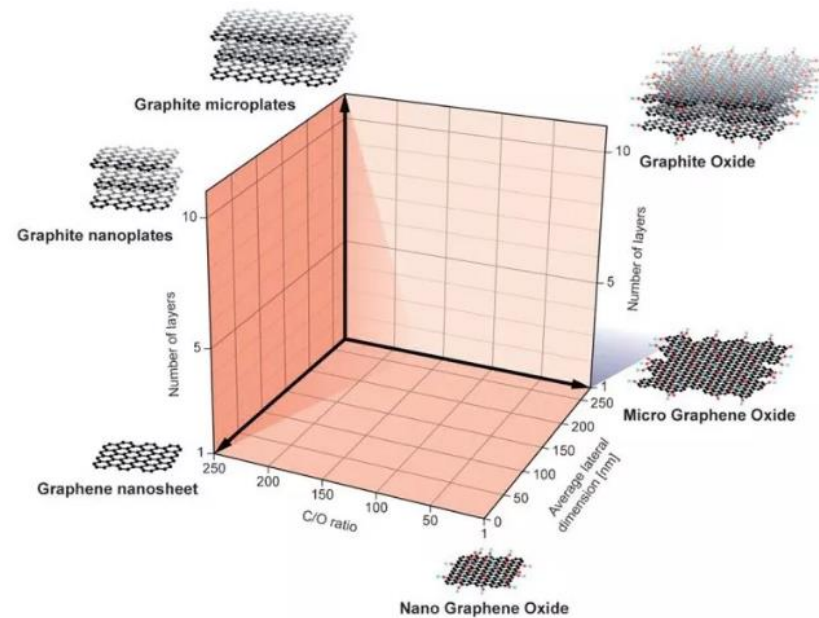 Graphite microplates
Graphite Oxide
Graphite nanoplates
10
5
1
Number of layers
10
5
1
Number of layers
Graphene nanosheet
Micro Graphene Oxide
250
200
150
100
50
1
C/O ratio
250
200
150
100
50
0
Average lateral
dimension [nm]
Nano Graphene Oxide